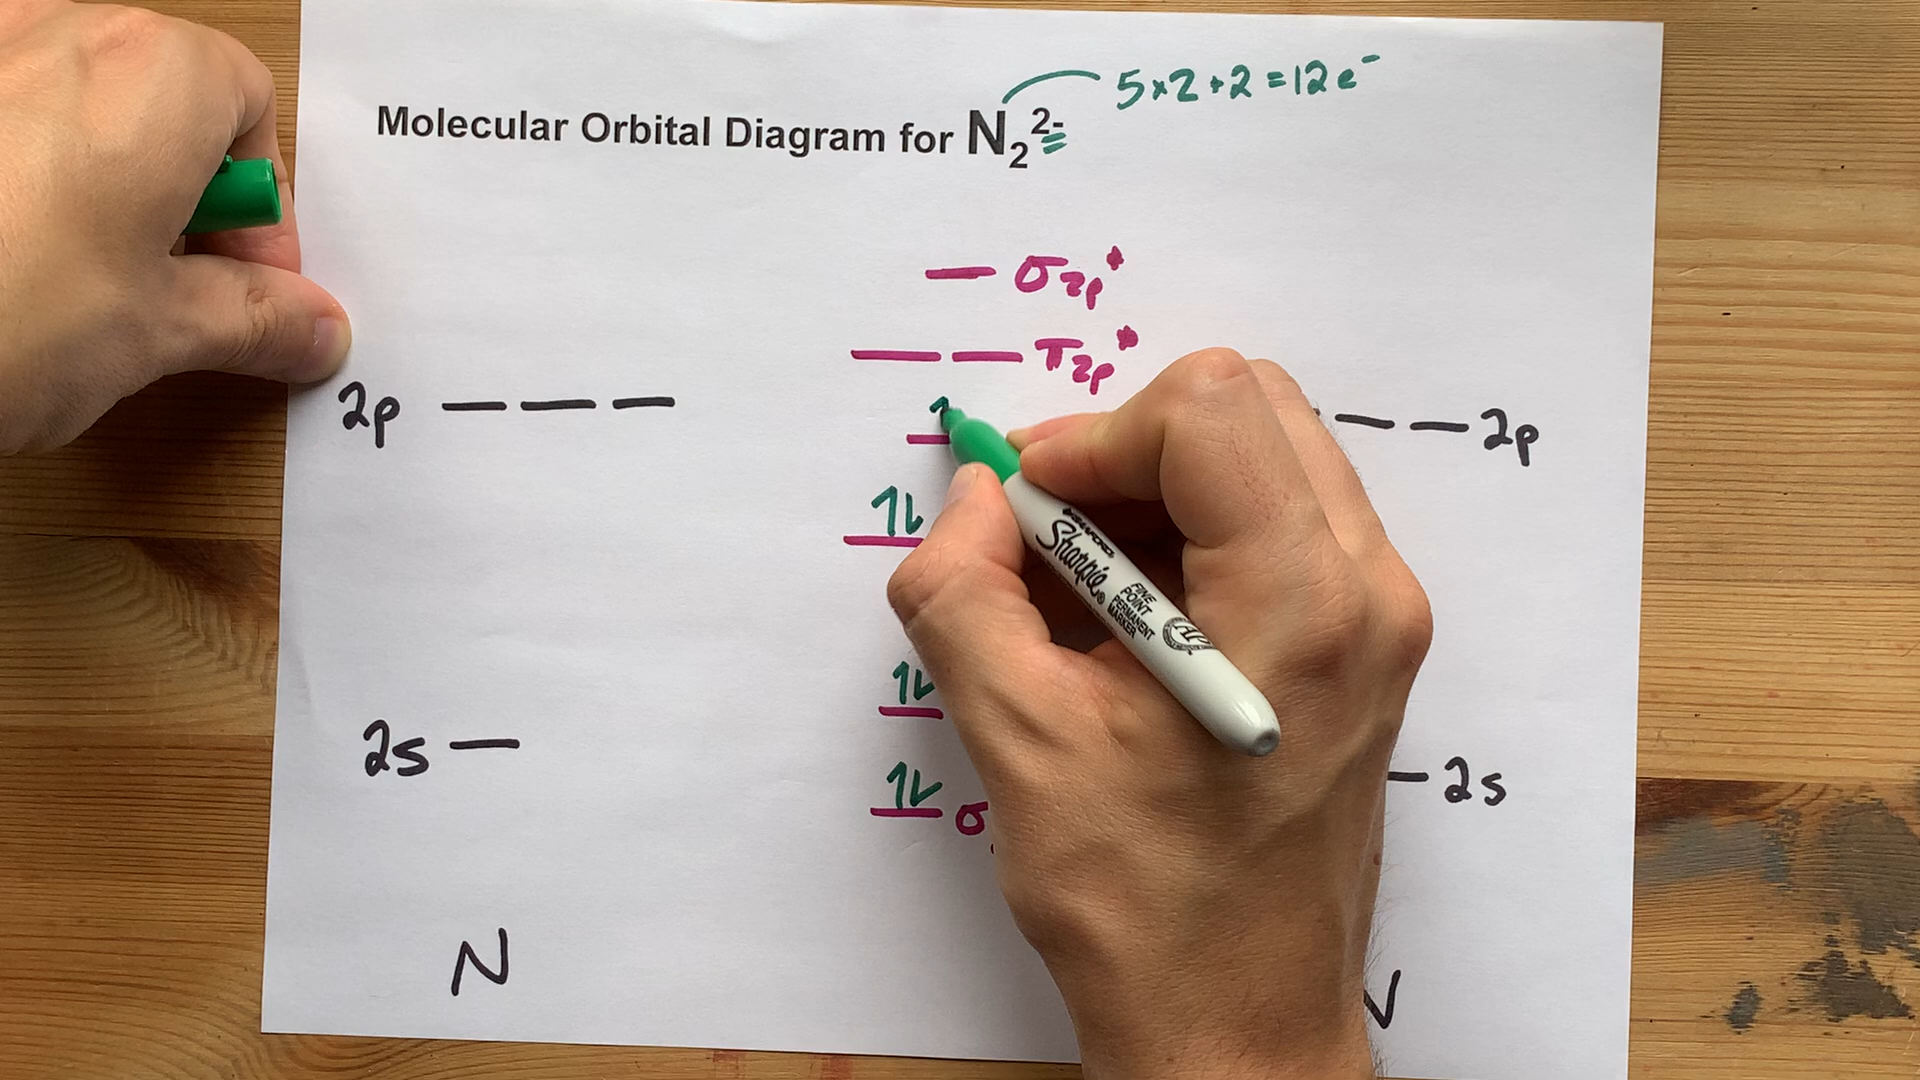 5×2+2=12e⁻
Molecular Orbital Diagram for N₂²⁻
σ2p*
π2p*
2p
2p
Sharpie®
FINE
POINT
PERMANENT
MARKER
AP
2s
2s
σ
N